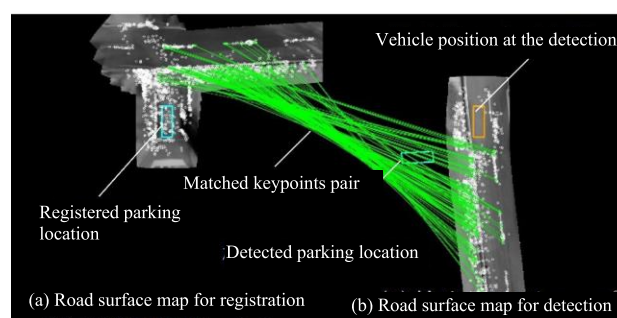 Vehicle position at the detection
Matched keypoints pair
Registered parking
location
Detected parking location
(a) Road surface map for registration
(b) Road surface map for detection